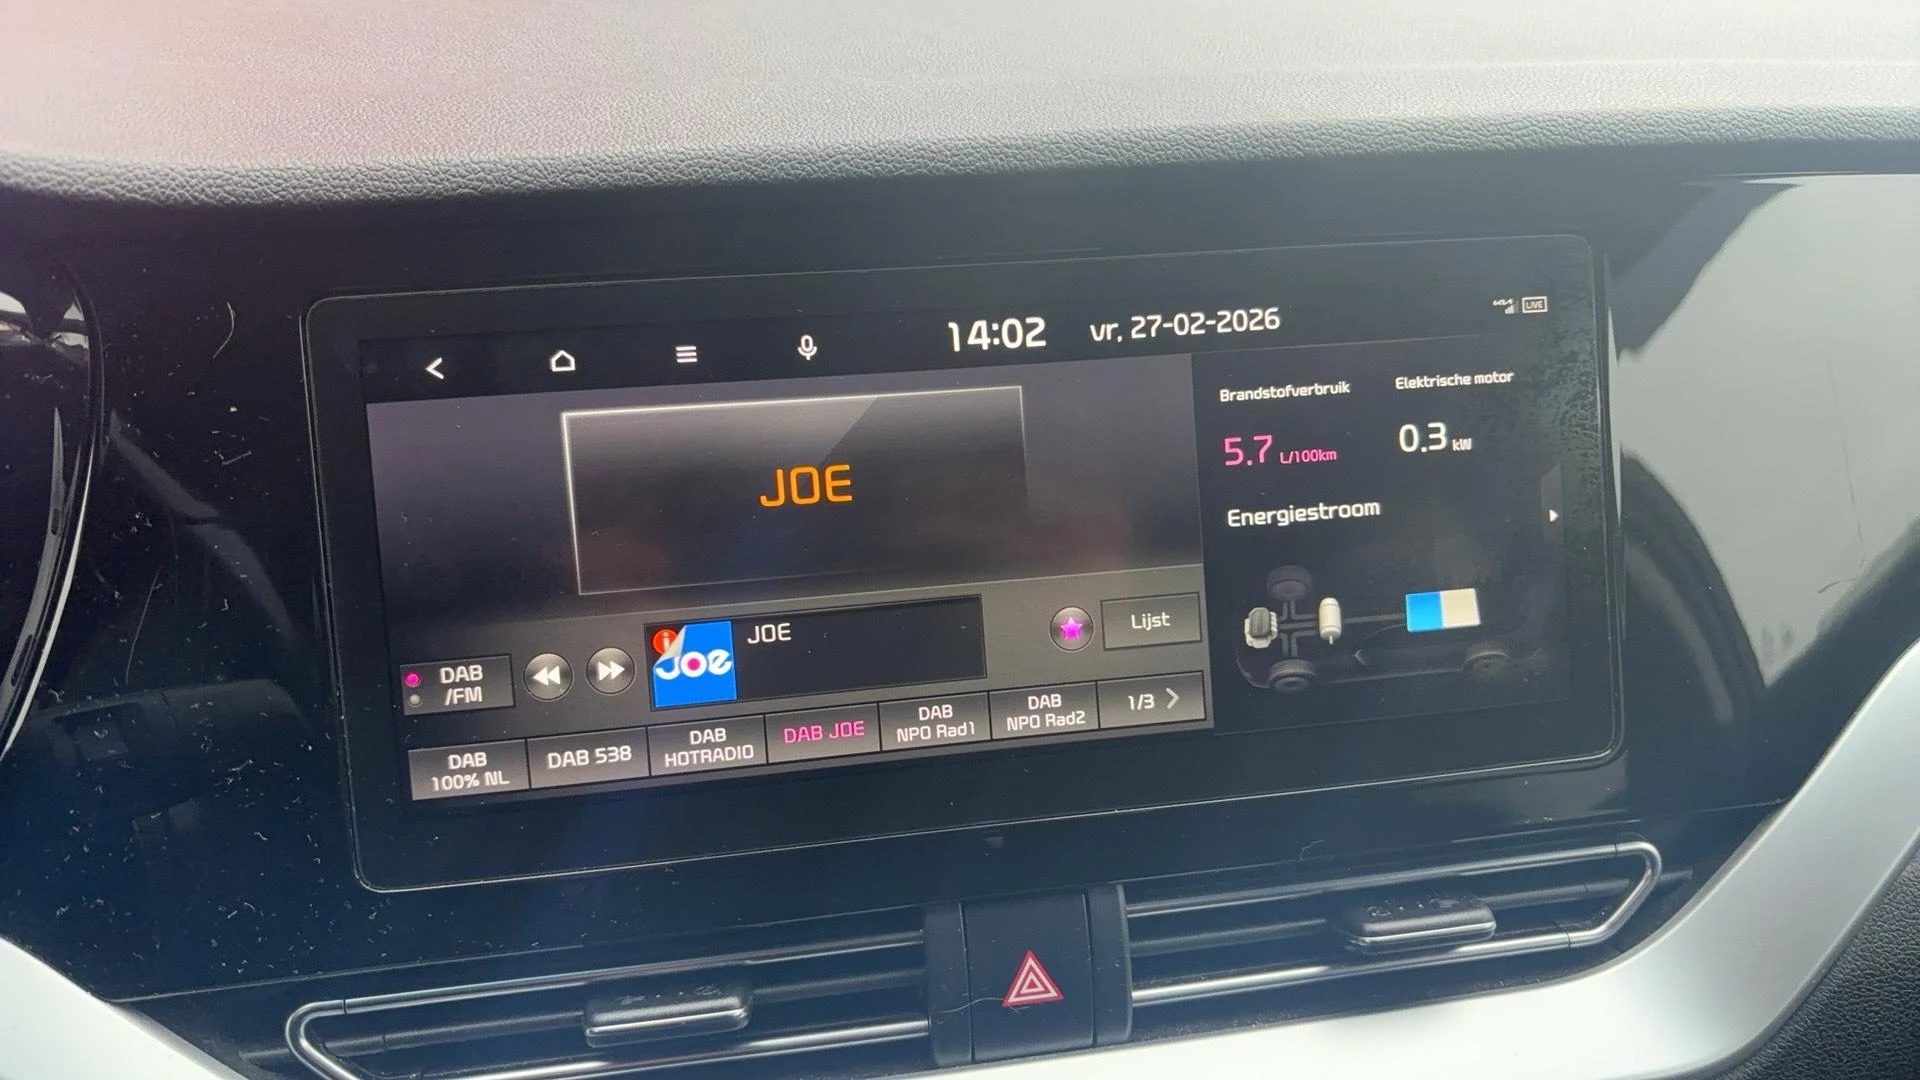 14:02 vr, 27-02-2026
LIVE
Brandstofverbruik
Elektrische motor
5.7 L/100km
0.3 kW
Energiestroom
JOE
Joe
JOE
Lijst
DAB
/FM
DAB
100% NL
DAB 538
DAB
HOTRADIO
DAB JOE
DAB
NPO Rad1
DAB
NPO Rad2
1/3